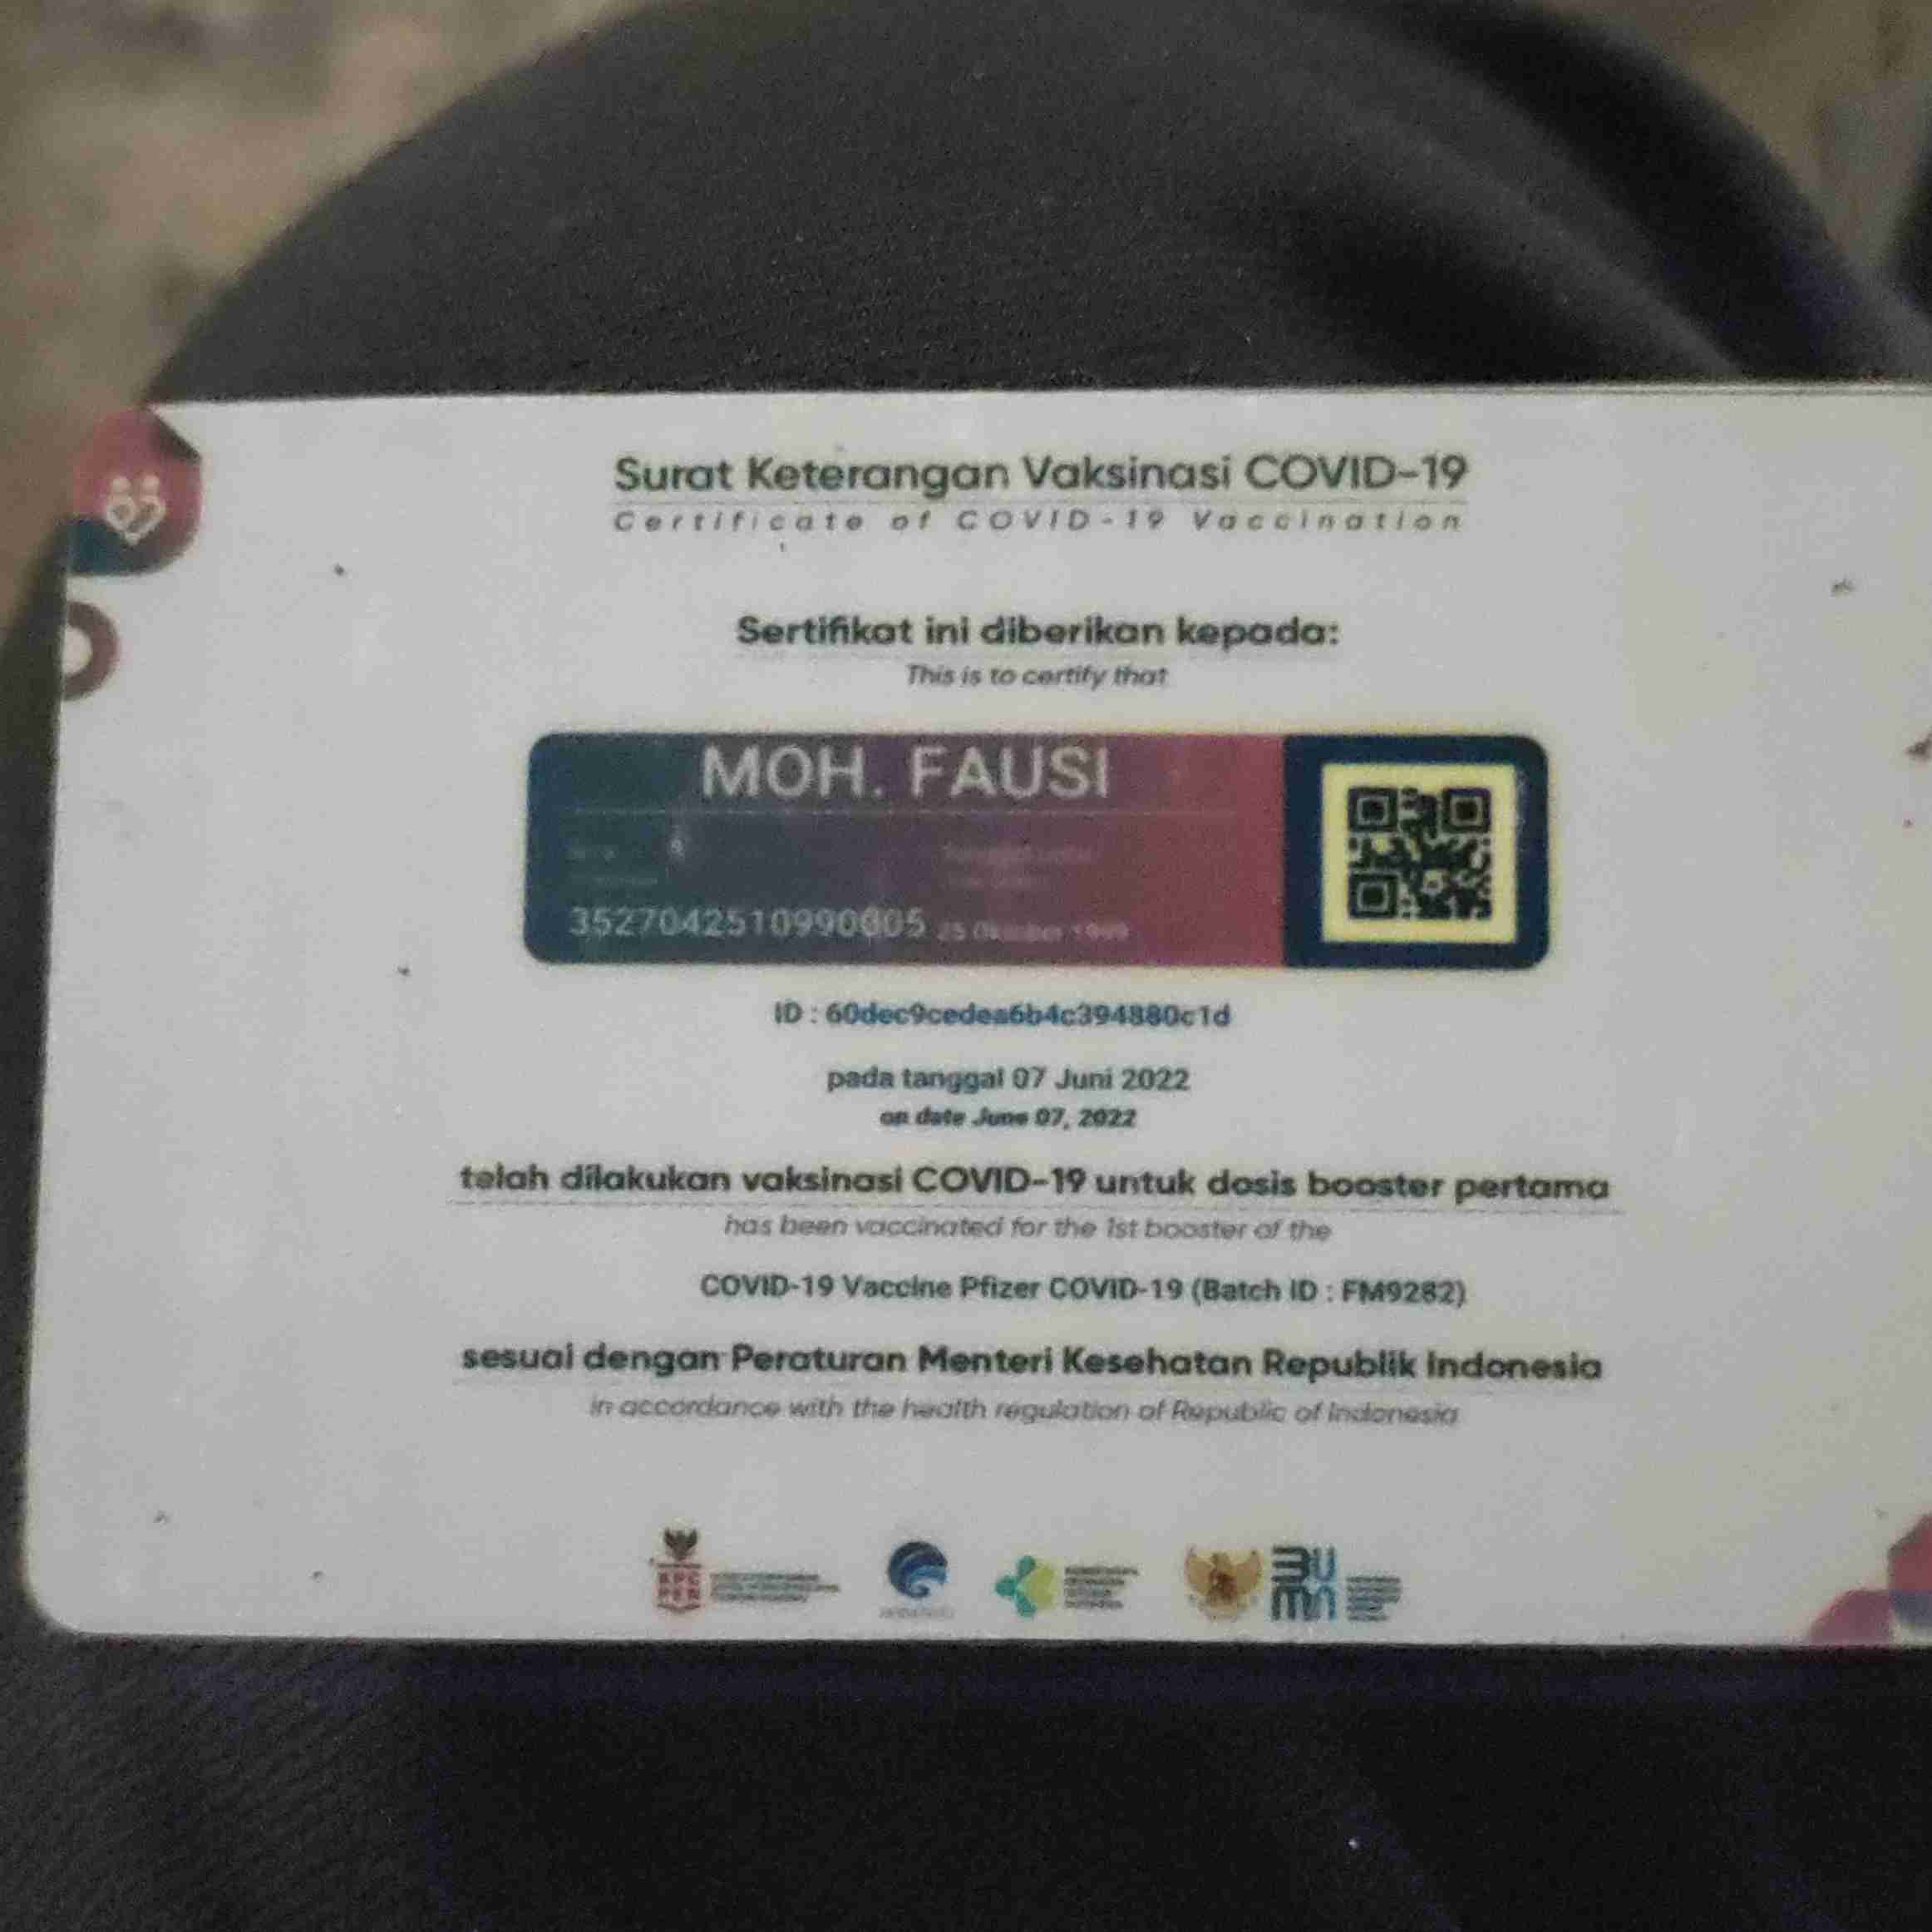 Surat Keterangan Vaksinasi COVID-19
Certificate of COVID-19 Vaccination
Sertifikat ini diberikan kepada:
This is to certify that
MOH. FAUSI
3527042510990005 25 Oktober 1999
ID : 60dec9cedea6b4c394880c1d
pada tanggal 07 Juni 2022
on date June 07, 2022
telah dilakukan vaksinasi COVID-19 untuk dosis booster pertama
has been vaccinated for the 1st booster of the
COVID-19 Vaccine Pfizer COVID-19 (Batch ID : FM9282)
sesuai dengan Peraturan Menteri Kesehatan Republik Indonesia
in accordance with the health regulation of Republic of Indonesia